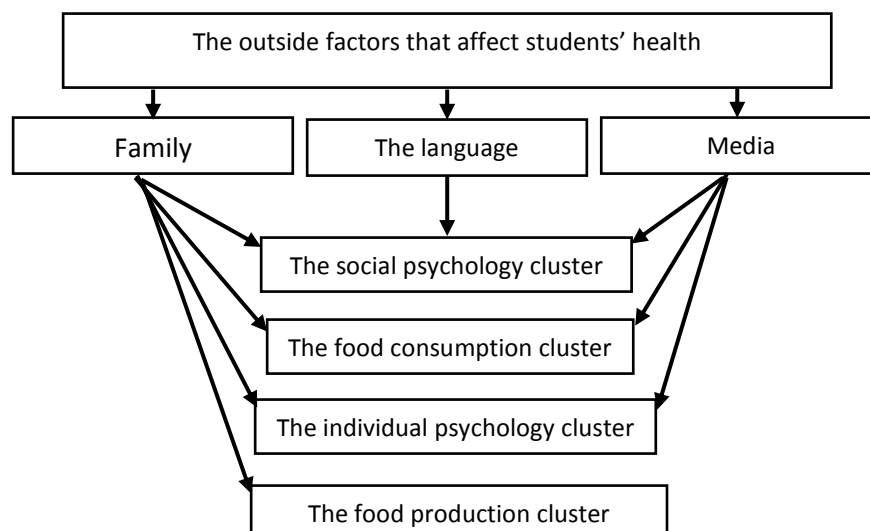 The outside factors that affect students’ health
Family
The language
Media
The social psychology cluster
The food consumption cluster
The individual psychology cluster
The food production cluster